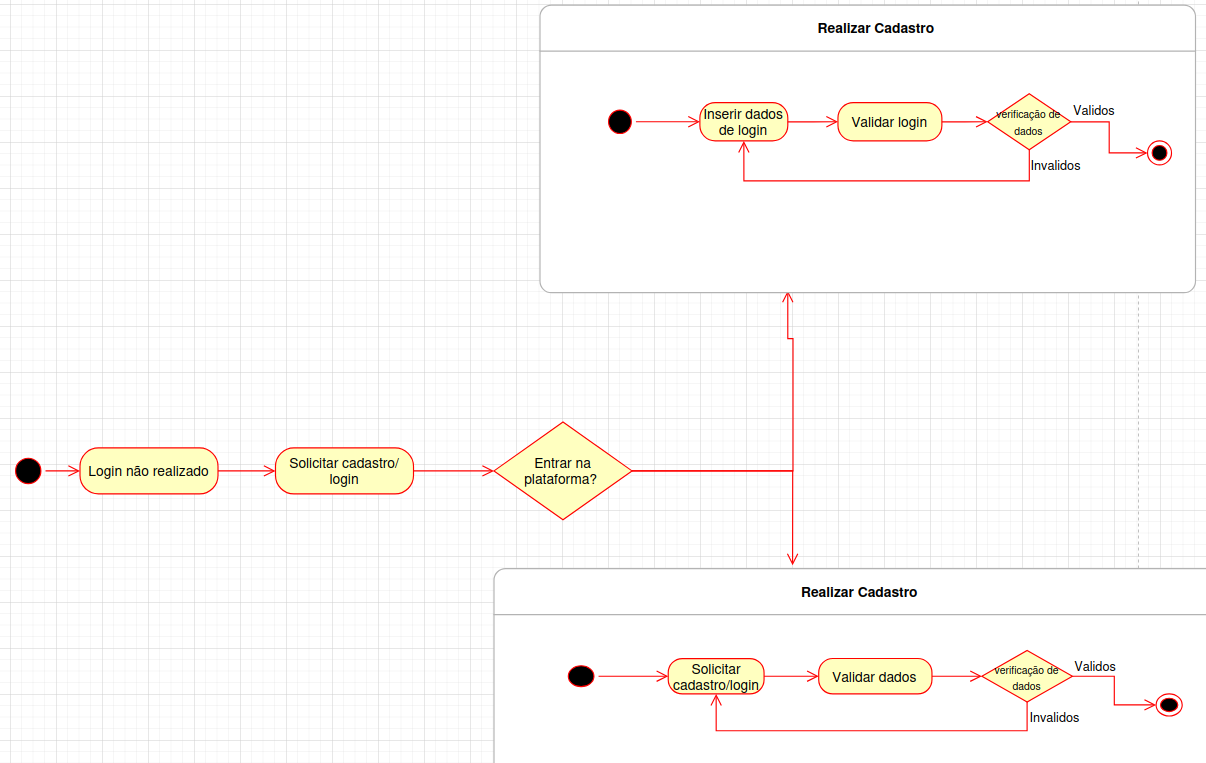 Realizar Cadastro
Inserir dados
de login
Validar login
verificação de
dados
Validos
Invalidos
Login não realizado
Solicitar cadastro/
login
Entrar na
plataforma?
Realizar Cadastro
Solicitar
cadastro/login
Validar dados
verificação de
dados
Validos
Invalidos